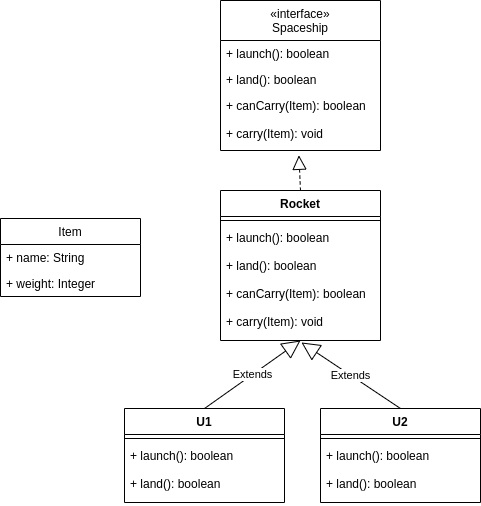 «interface»
Spaceship
+ launch(): boolean
+ land(): boolean
+ canCarry(Item): boolean
+ carry(Item): void
Item
+ name: String
+ weight: Integer
Rocket
+ launch(): boolean
+ land(): boolean
+ canCarry(Item): boolean
+ carry(Item): void
Extends
Extends
U1
+ launch(): boolean
+ land(): boolean
U2
+ launch(): boolean
+ land(): boolean